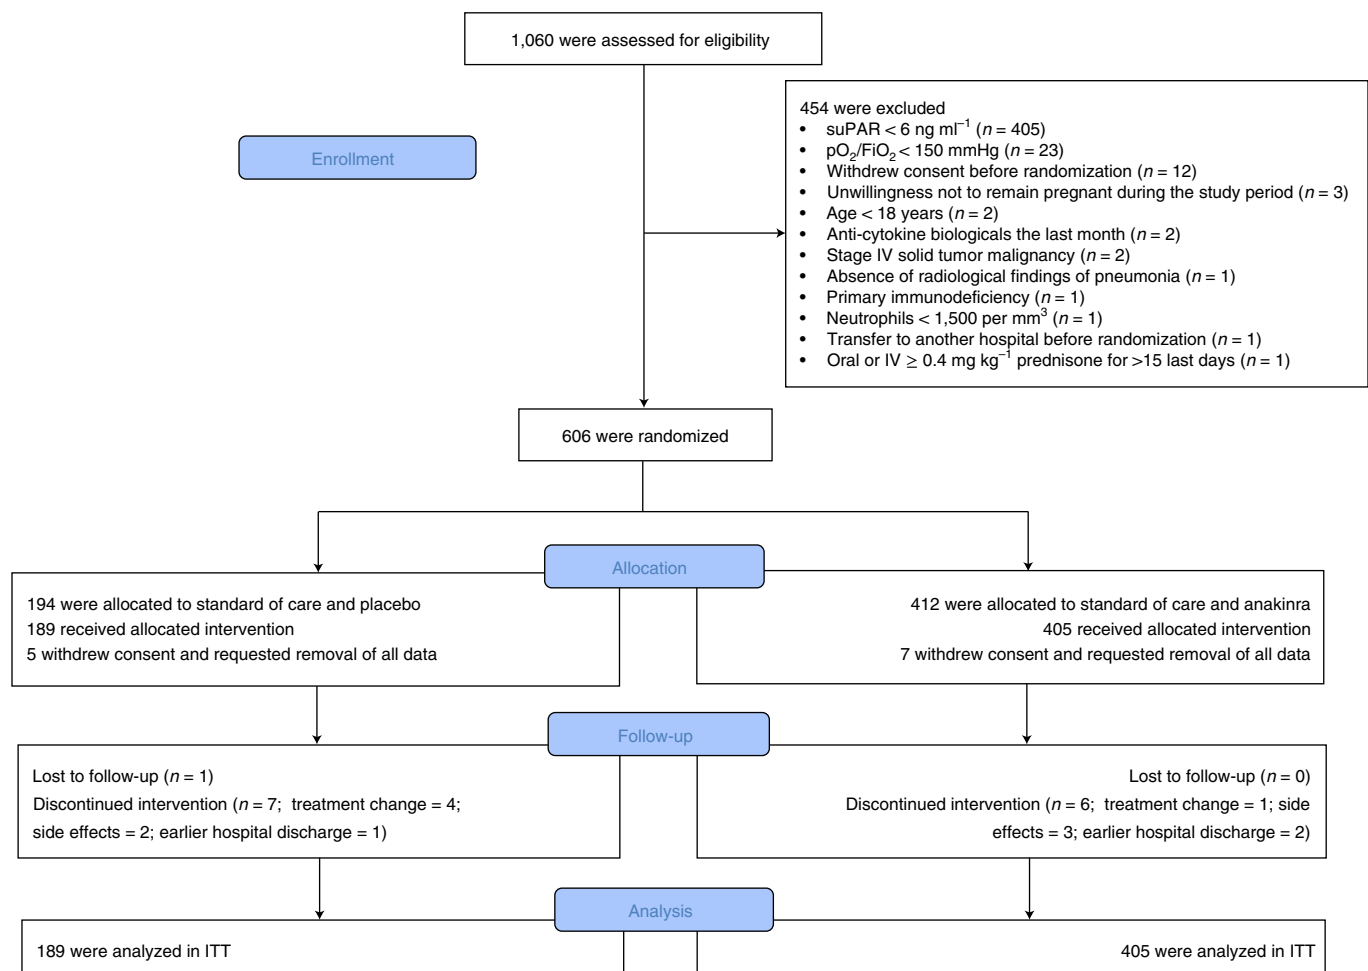 1,060 were assessed for eligibility
Enrollment
454 were excluded
• suPAR < 6 ng ml⁻¹ (n = 405)
• pO₂/FiO₂ < 150 mmHg (n = 23)
• Withdrew consent before randomization (n = 12)
• Unwillingness not to remain pregnant during the study period (n = 3)
• Age < 18 years (n = 2)
• Anti-cytokine biologicals the last month (n = 2)
• Stage IV solid tumor malignancy (n = 2)
• Absence of radiological findings of pneumonia (n = 1)
• Primary immunodeficiency (n = 1)
• Neutrophils < 1,500 per mm³ (n = 1)
• Transfer to another hospital before randomization (n = 1)
• Oral or IV ≥ 0.4 mg kg⁻¹ prednisone for >15 last days (n = 1)
606 were randomized
Allocation
194 were allocated to standard of care and placebo
189 received allocated intervention
5 withdrew consent and requested removal of all data
412 were allocated to standard of care and anakinra
405 received allocated intervention
7 withdrew consent and requested removal of all data
Follow-up
Lost to follow-up (n = 1)
Discontinued intervention (n = 7; treatment change = 4;
side effects = 2; earlier hospital discharge = 1)
Lost to follow-up (n = 0)
Discontinued intervention (n = 6; treatment change = 1; side
effects = 3; earlier hospital discharge = 2)
Analysis
189 were analyzed in ITT
405 were analyzed in ITT